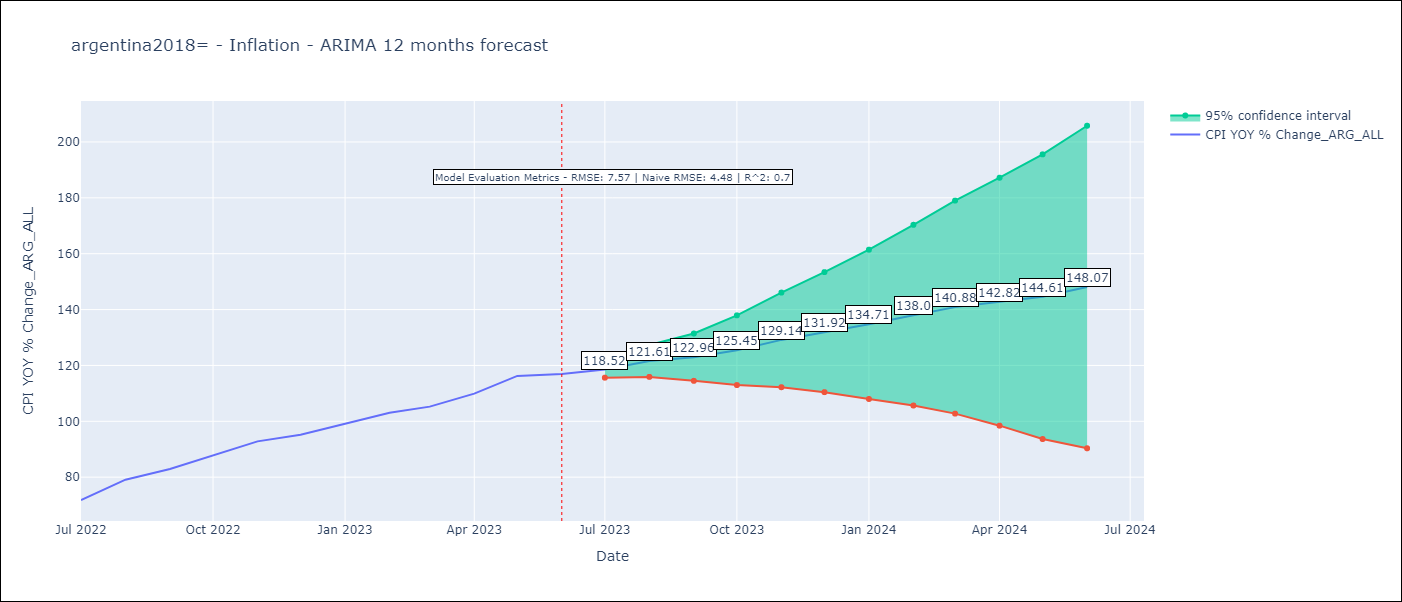 argentina2018= - Inflation - ARIMA 12 months forecast
95% confidence interval
CPI YOY % Change_ARG_ALL
Model Evaluation Metrics - RMSE: 7.57 | Naive RMSE: 4.48 | R^2: 0.7
CPI YOY % Change_ARG_ALL
200
180
160
140
120
100
80
118.52
121.61
122.96
125.45
129.14
131.92
134.71
138.0
140.88
142.82
144.61
148.07
Jul 2022
Oct 2022
Jan 2023
Apr 2023
Jul 2023
Oct 2023
Jan 2024
Apr 2024
Jul 2024
Date